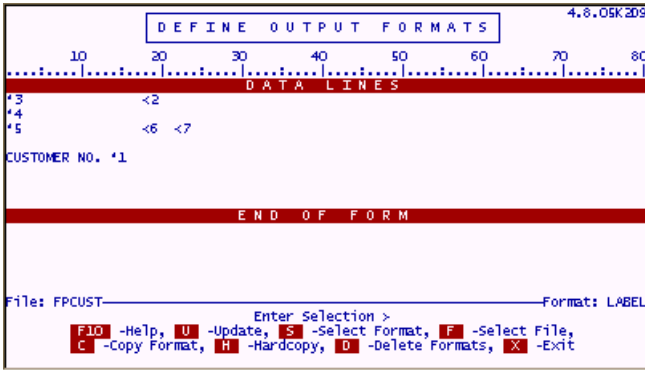 4.8.05K2D9
DEFINE OUTPUT FORMATS
10 20 30 40 50 60 70 80
DATA LINES
*3 <2
*4
*5 <6 <7
CUSTOMER NO. *1
END OF FORM
File: FPCUST Format: LABEL
Enter Selection >
F10 -Help, U -Update, S -Select Format, F -Select File,
C -Copy Format, H -Hardcopy, D -Delete Formats, X -Exit